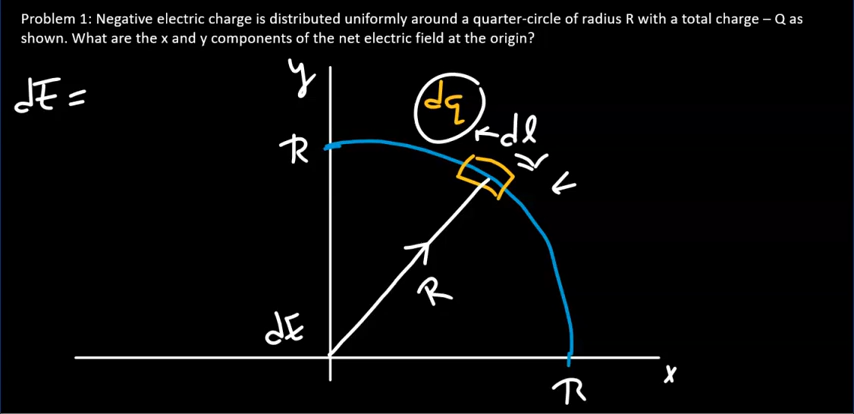 Problem 1: Negative electric charge is distributed uniformly around a quarter-circle of radius R with a total charge – Q as
shown. What are the x and y components of the net electric field at the origin?
dE =
y
dq
dl
R
R
dE
x
R